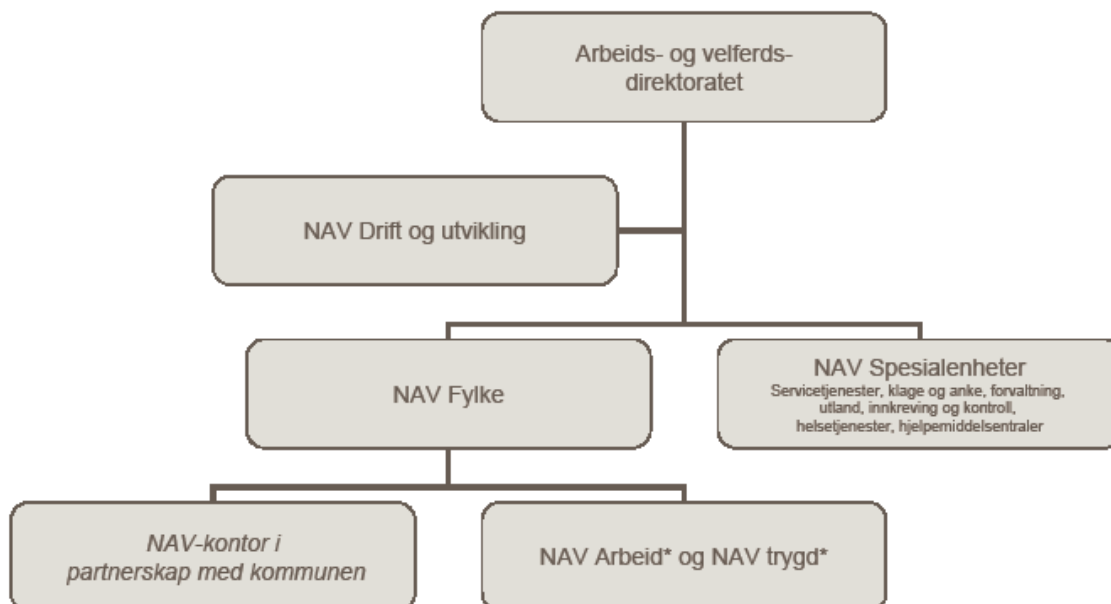 Arbeids- og velferds-
direktoratet
NAV Drift og utvikling
NAV Fylke
NAV Spesialenheter
Servicetjenester, klage og anke, forvaltning,
utland, innkreving og kontroll,
helsetjenester, hjelpemiddelsentraler
NAV-kontor i
partnerskap med kommunen
NAV Arbeid* og NAV trygd*